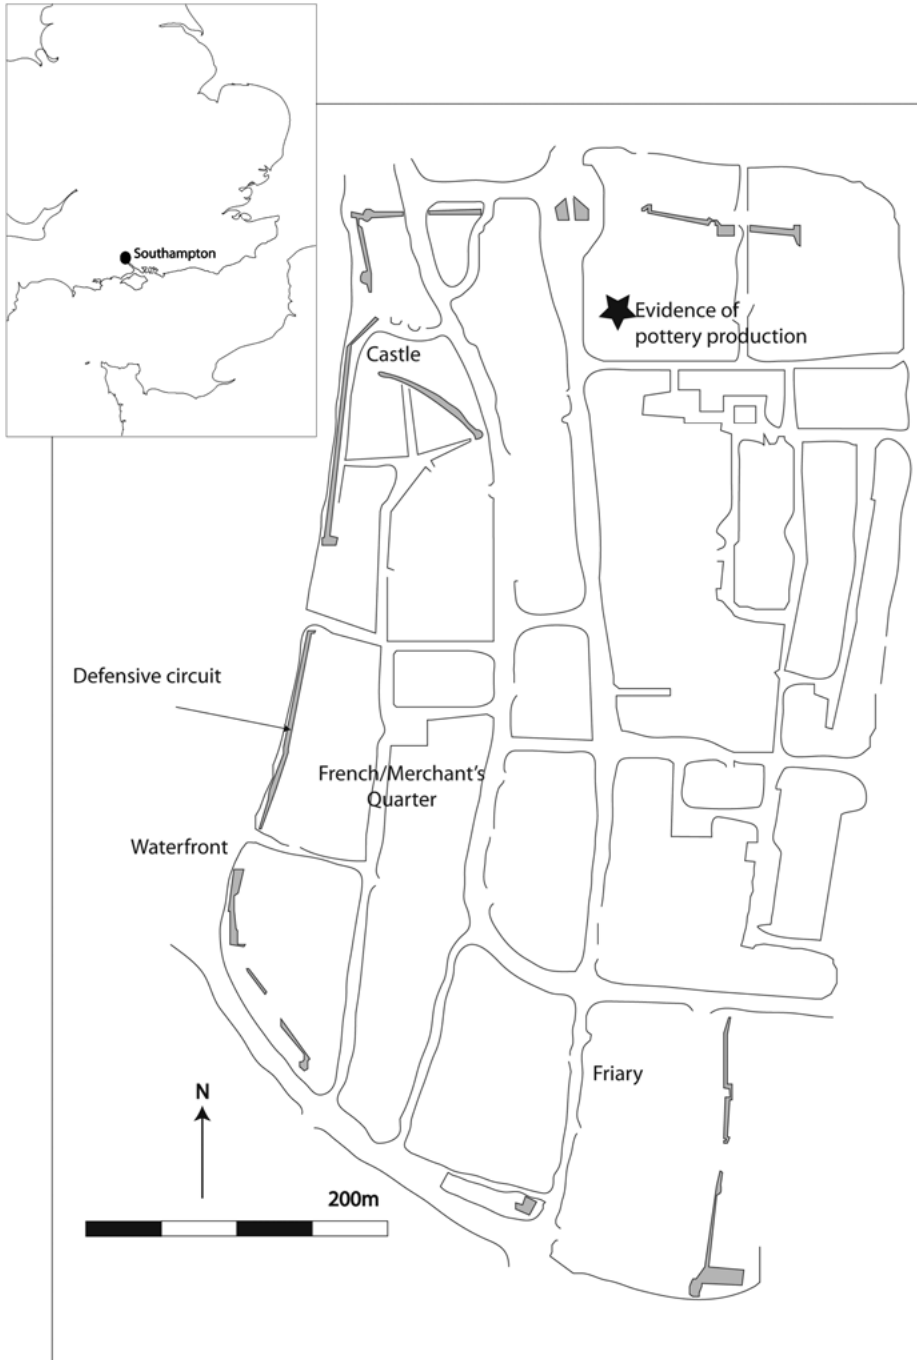 Southampton
Evidence of
pottery production
Castle
Defensive circuit
French/Merchant's
Quarter
Waterfront
Friary
N
200m